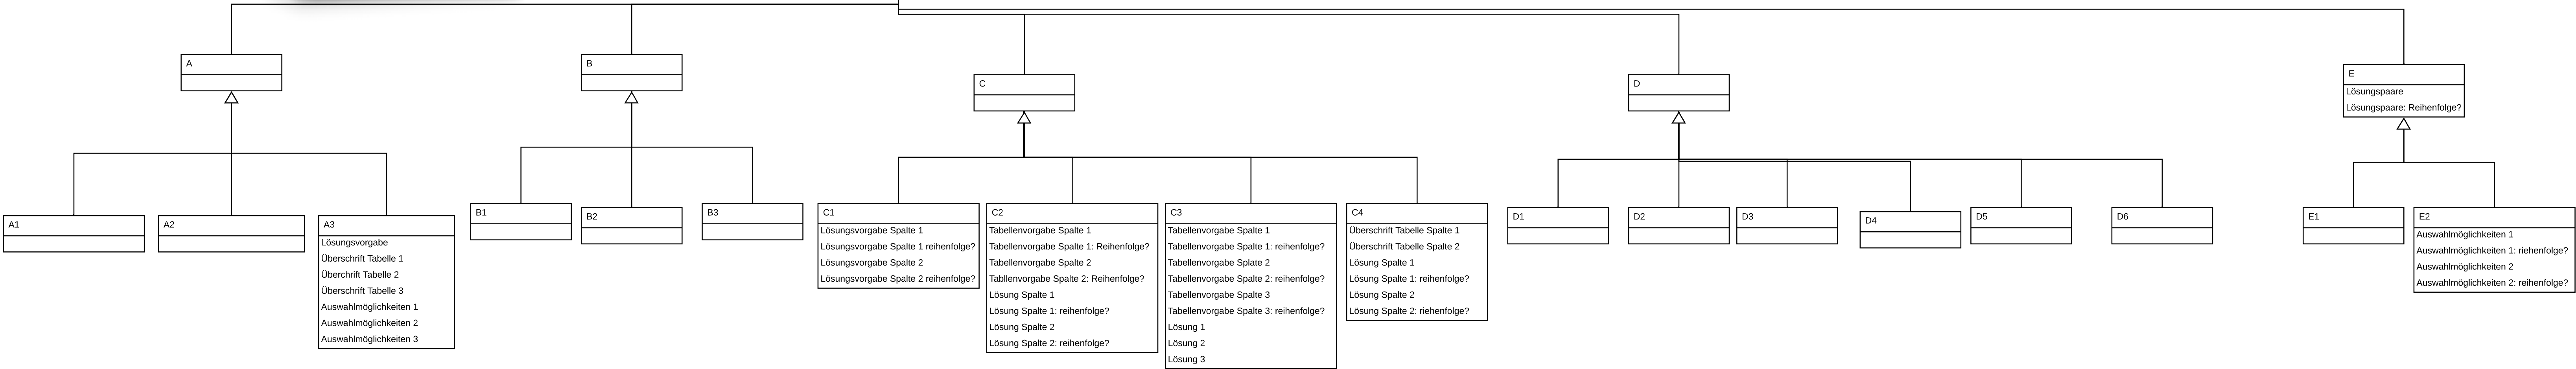 A
B
C
D
E
Lösungspaare
Lösungspaare: Reihenfolge?
A1
A2
A3
Lösungsvorgabe
Überschrift Tabelle 1
Überchrift Tabelle 2
Überschrift Tabelle 3
Auswahlmöglichkeiten 1
Auswahlmöglichkeiten 2
Auswahlmöglichkeiten 3
B1
B2
B3
C1
Lösungsvorgabe Spalte 1
Lösungsvorgabe Spalte 1 reihenfolge?
Lösungsvorgabe Spalte 2
Lösungsvorgabe Spalte 2 reihenfolge?
C2
Tabellenvorgabe Spalte 1
Tabellenvorgabe Spalte 1: Reihenfolge?
Tabellenvorgabe Spalte 2
Tabllenvorgabe Spalte 2: Reihenfolge?
Lösung Spalte 1
Lösung Spalte 1: reihenfolge?
Lösung Spalte 2
Lösung Spalte 2: reihenfolge?
C3
Tabellenvorgabe Spalte 1
Tabellenvorgabe Spalte 1: reihenfolge?
Tabellenvorgabe Splate 2
Tabellenvorgabe Spalte 2: reihenfolge?
Tabellenvorgabe Spalte 3
Tabellenvorgabe Spalte 3: reihenfolge?
Lösung 1
Lösung 2
Lösung 3
C4
Überschrift Tabelle Spalte 1
Überschrift Tabelle Spalte 2
Lösung Spalte 1
Lösung Spalte 1: reihenfolge?
Lösung Spalte 2
Lösung Spalte 2: riehenfolge?
D1
D2
D3
D4
D5
D6
E1
E2
Auswahlmöglichkeiten 1
Auswahlmöglichkeiten 1: riehenfolge?
Auswahlmöglichkeiten 2
Auswahlmöglichkeiten 2: reihenfolge?